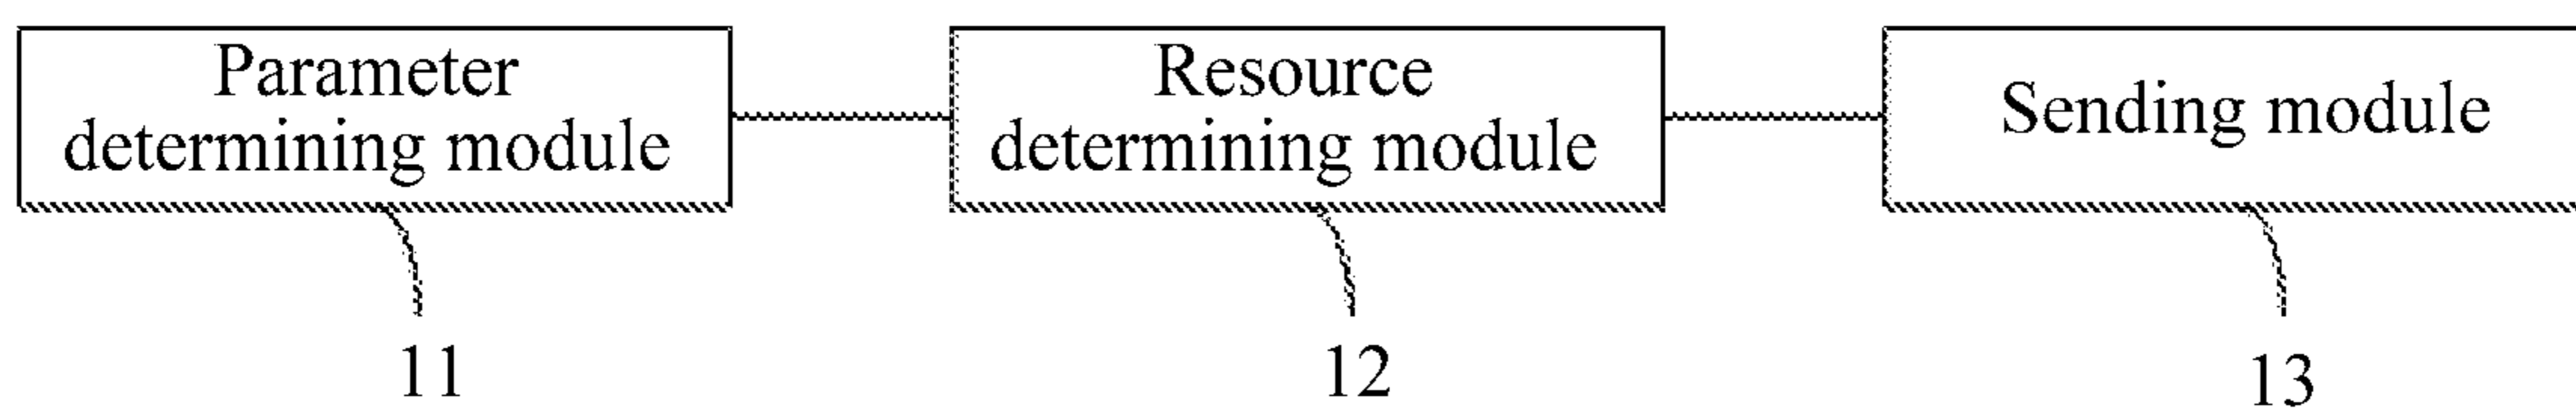 Parameter
determining module
Resource
determining module
Sending module
11
12
13